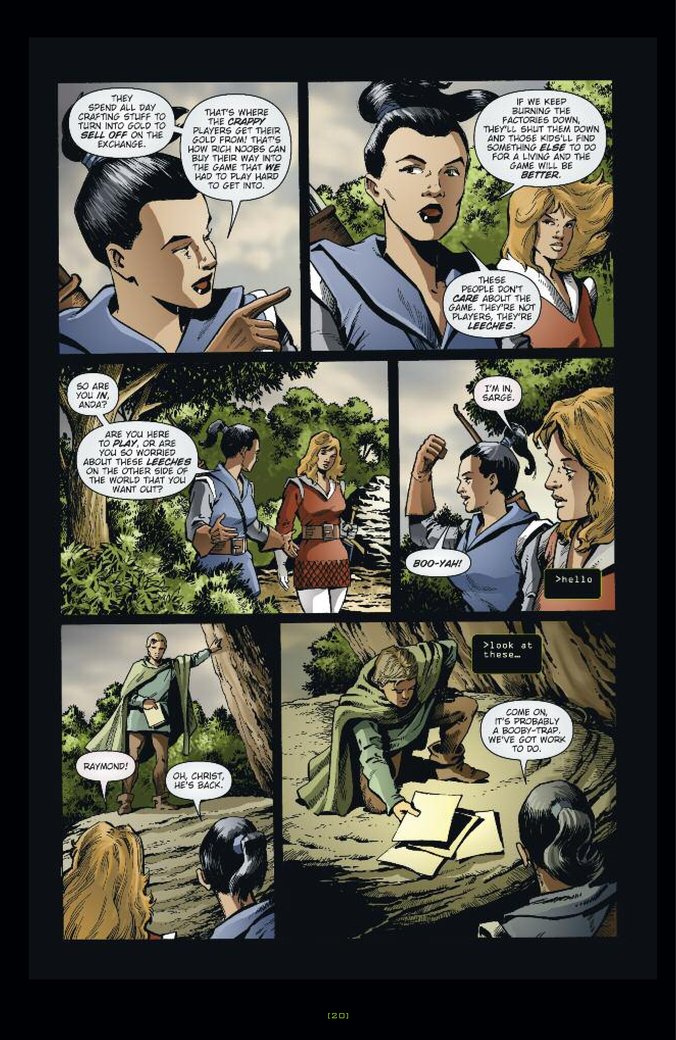 THEY
SPEND ALL DAY
CRAFTING STUFF TO
TURN INTO GOLD TO
SELL OFF ON THE
EXCHANGE.
THAT'S WHERE
THE CRAPPY
PLAYERS GET THEIR
GOLD FROM! THAT'S
HOW RICH NOOBS CAN
BUY THEIR WAY INTO
THE GAME THAT WE
HAD TO PLAY HARD
TO GET INTO.
IF WE KEEP
BURNING THE
FACTORIES DOWN,
THEY'LL SHUT THEM DOWN
AND THOSE KIDS'LL FIND
SOMETHING ELSE TO DO
FOR A LIVING AND THE
GAME WILL BE
BETTER.
THESE
PEOPLE DON'T
CARE ABOUT THE
GAME. THEY'RE NOT
PLAYERS, THEY'RE
LEECHES.
SO ARE
YOU IN,
ANDA?
ARE YOU HERE
TO PLAY, OR ARE
YOU SO WORRIED
ABOUT THESE LEECHES
ON THE OTHER SIDE OF
THE WORLD THAT YOU
WANT OUT?
I'M IN,
SARGE.
BOO-YAH!
>hello
RAYMOND!
OH, CHRIST,
HE'S BACK.
>look at
these...
COME ON,
IT'S PROBABLY
A BOOBY-TRAP.
WE'VE GOT WORK
TO DO.
[20]